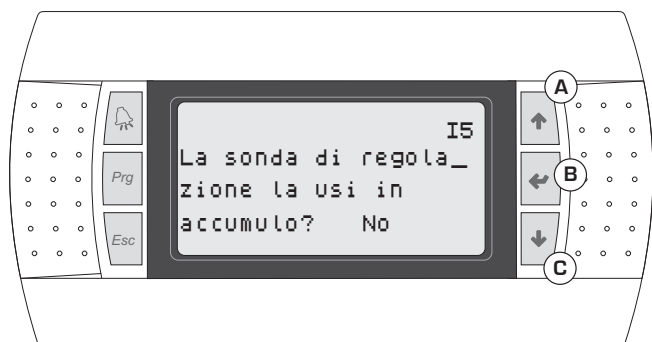 A
I5
La sonda di regola_
zione la usi in
accumulo? No
Prg
B
Esc
C